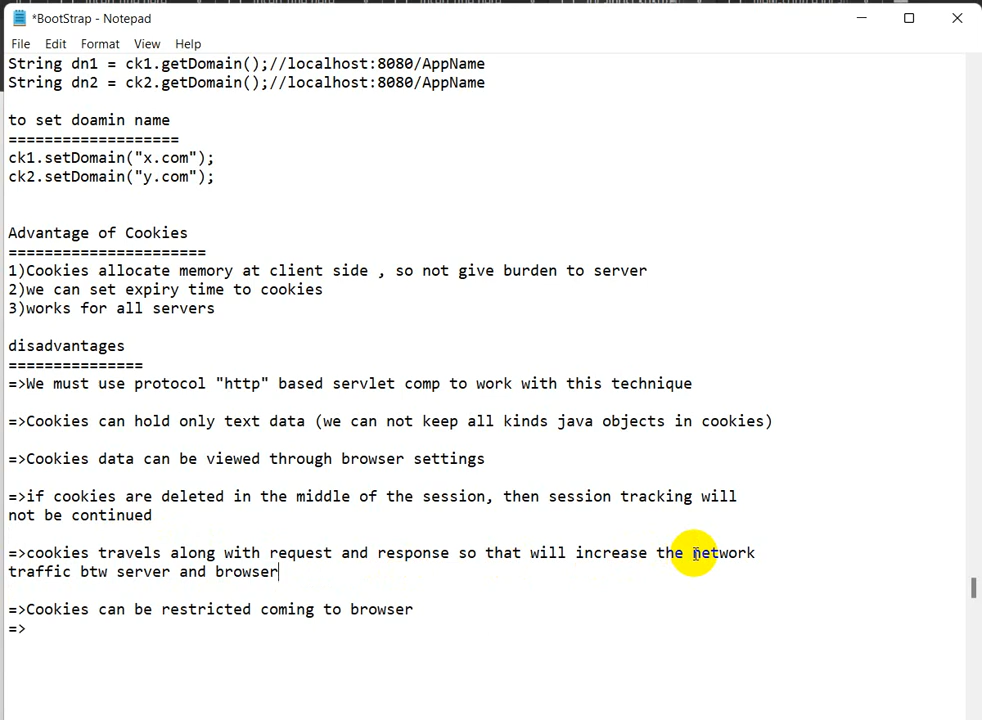 *BootStrap - Notepad
File Edit Format View Help
String dn1 = ck1.getDomain();//localhost:8080/AppName
String dn2 = ck2.getDomain();//localhost:8080/AppName
to set doamin name
===================
ck1.setDomain("x.com");
ck2.setDomain("y.com");
Advantage of Cookies
======================
1)Cookies allocate memory at client side , so not give burden to server
2)we can set expiry time to cookies
3)works for all servers
disadvantages
===============
=>We must use protocol "http" based servlet comp to work with this technique
=>Cookies can hold only text data (we can not keep all kinds java objects in cookies)
=>Cookies data can be viewed through browser settings
=>if cookies are deleted in the middle of the session, then session tracking will
not be continued
=>cookies travels along with request and response so that will increase the network
traffic btw server and browser
=>Cookies can be restricted coming to browser
=>